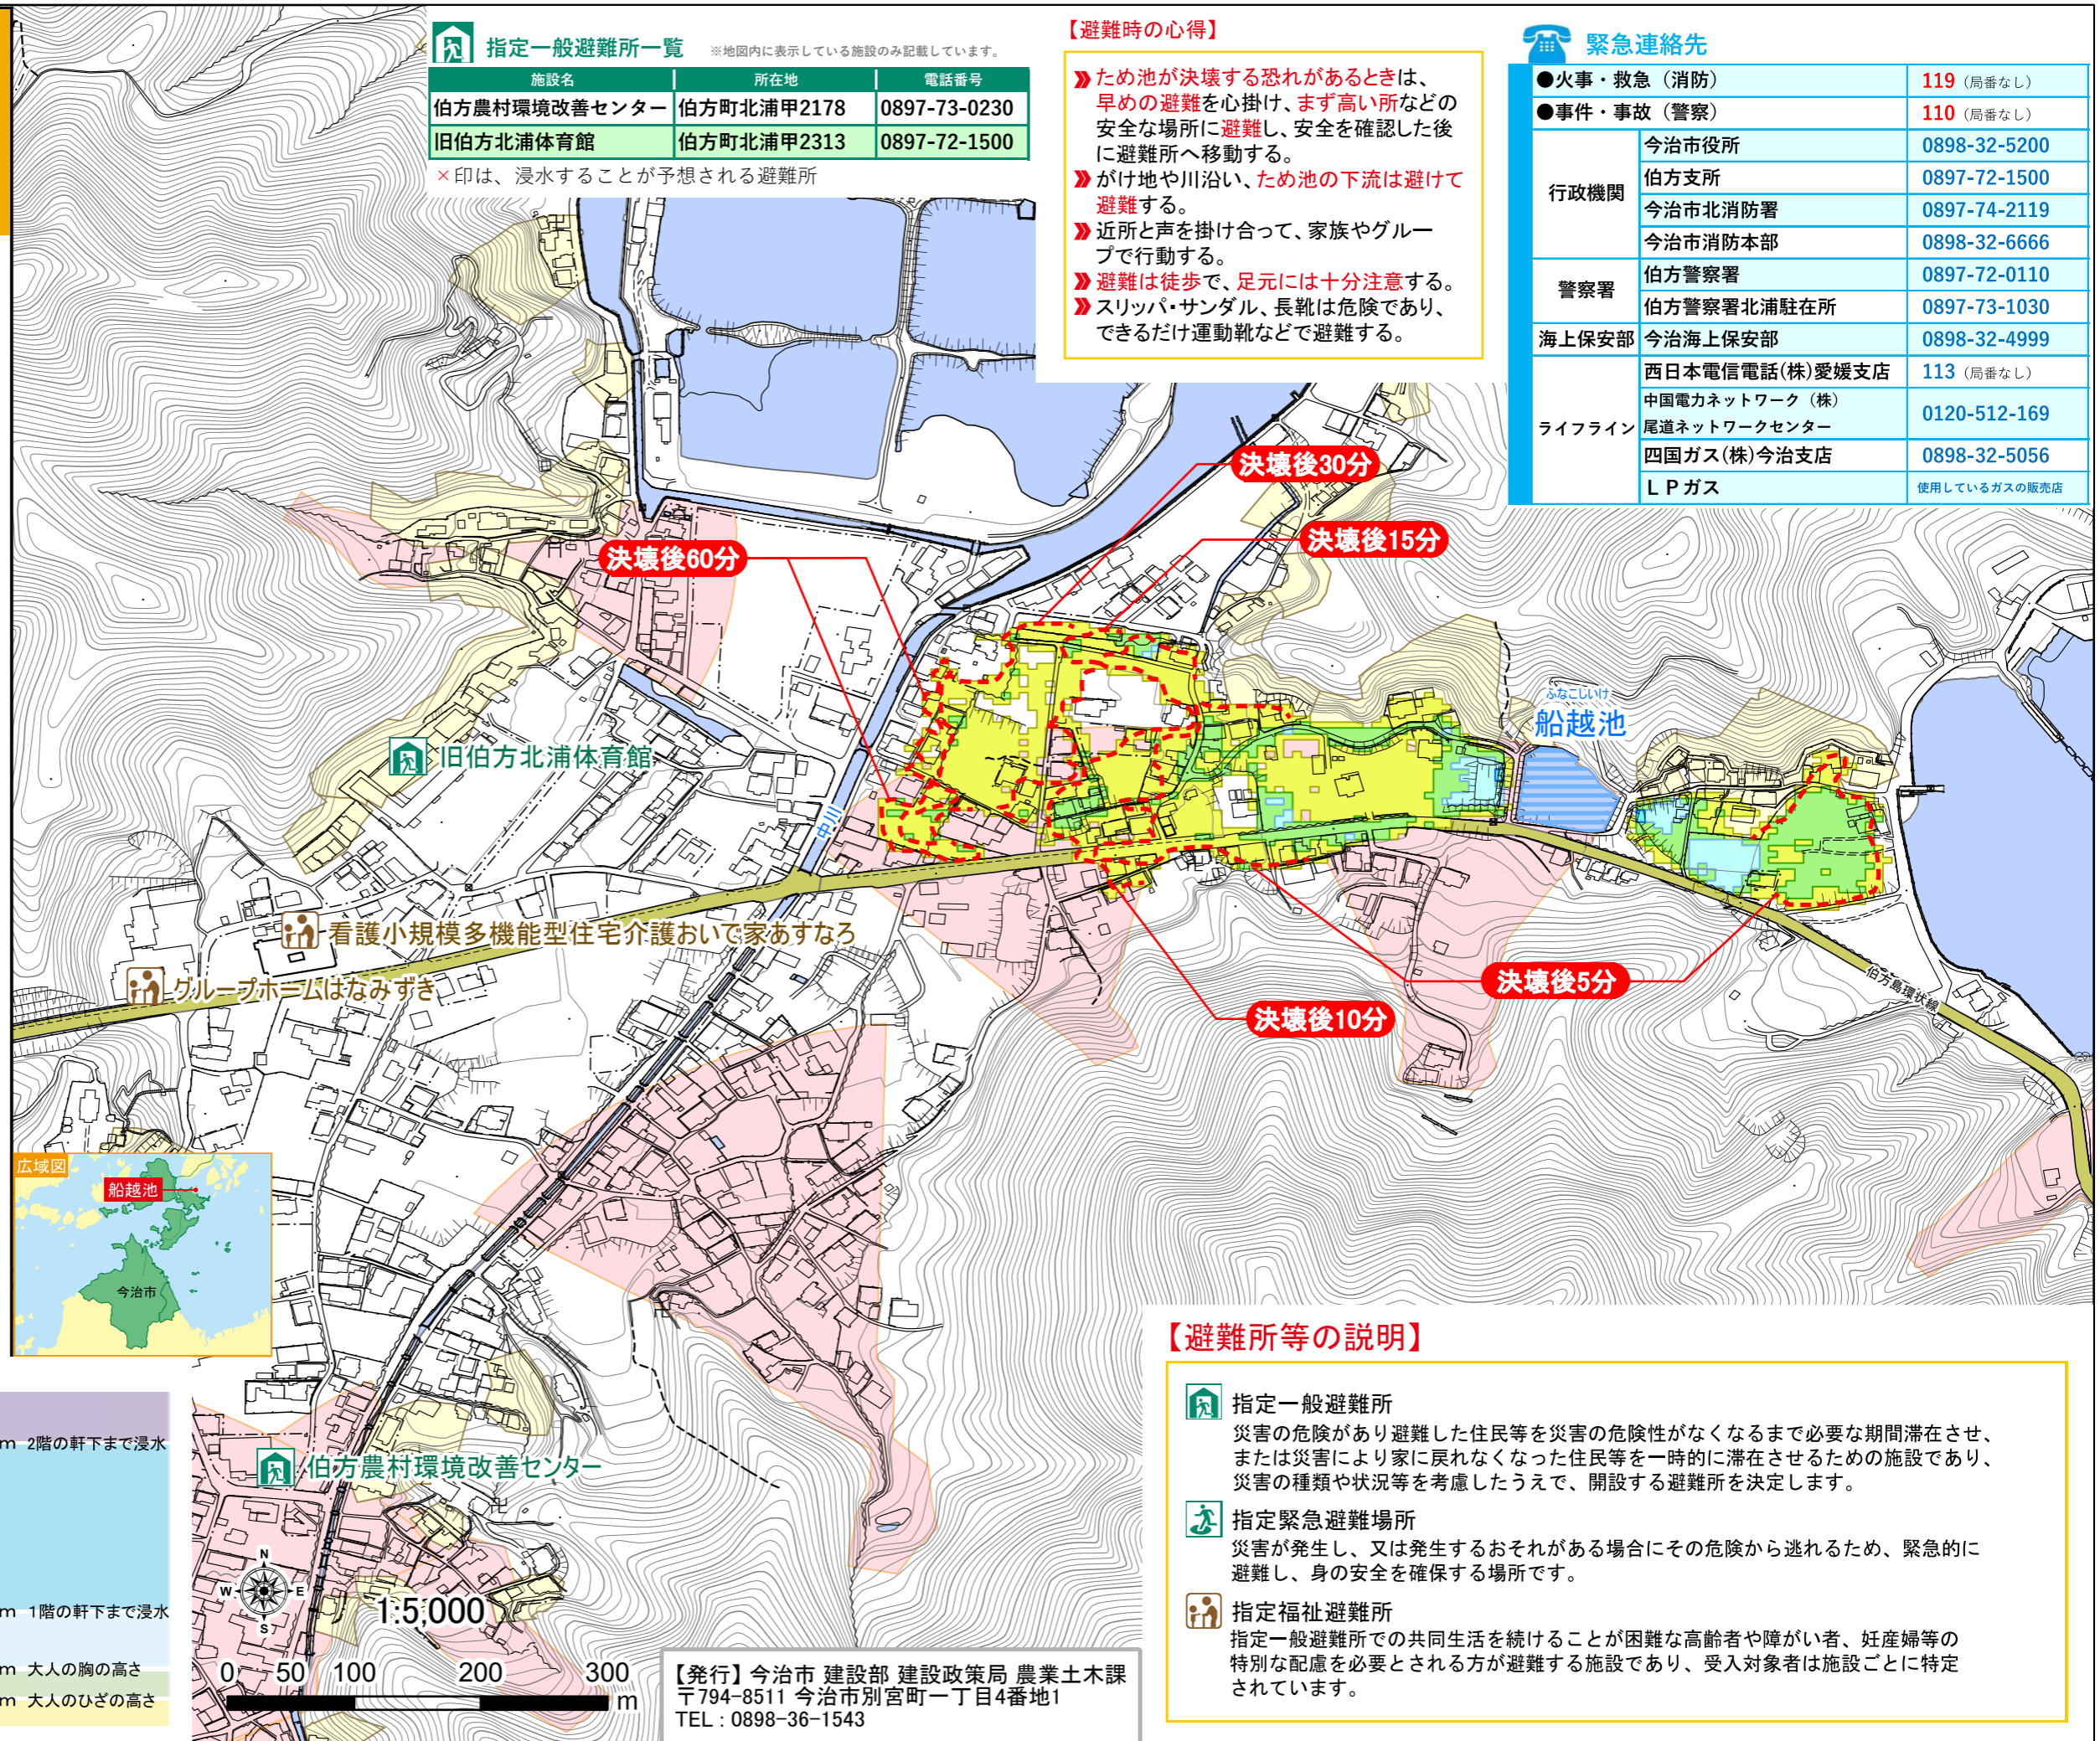 指定一般避難所一覧 ※地図内に表示している施設のみ記載しています。
施設名 所在地 電話番号
伯方農村環境改善センター 伯方町北浦甲2178 0897-73-0230
旧伯方北浦体育館 伯方町北浦甲2313 0897-72-1500
×印は、浸水することが予想される避難所
【避難時の心得】
ため池が決壊する恐れがあるときは、
早めの避難を心掛け、まず高い所などの
安全な場所に避難し、安全を確認した後
に避難所へ移動する。
がけ地や川沿い、ため池の下流は避けて
避難する。
近所と声を掛け合って、家族やグルー
プで行動する。
避難は徒歩で、足元には十分注意する。
スリッパ・サンダル、長靴は危険であり、
できるだけ運動靴などで避難する。
緊急連絡先
●火事・救急（消防） 119（局番なし）
●事件・事故（警察） 110（局番なし）
行政機関
今治市役所 0898-32-5200
伯方支所 0897-72-1500
今治市北消防署 0897-74-2119
今治市消防本部 0898-32-6666
警察署
伯方警察署 0897-72-0110
伯方警察署北浦駐在所 0897-73-1030
海上保安部 今治海上保安部 0898-32-4999
ライフライン
西日本電信電話(株)愛媛支店 113（局番なし）
中国電力ネットワーク（株）
尾道ネットワークセンター 0120-512-169
四国ガス(株)今治支店 0898-32-5056
ＬＰガス 使用しているガスの販売店
決壊後30分
決壊後15分
決壊後60分
ふなこしいけ
船越池
旧伯方北浦体育館
中川
看護小規模多機能型住宅介護おいで家あすなろ
グループホームはなみずき
決壊後5分
決壊後10分
伯方島環状線
広域図
船越池
今治市
伯方農村環境改善センター
m 2階の軒下まで浸水
m 1階の軒下まで浸水
m 大人の胸の高さ
m 大人のひざの高さ
N
W E
S
1:5,000
0 50 100 200 300
m
【発行】今治市 建設部 建設政策局 農業土木課
〒794-8511 今治市別宮町一丁目4番地1
TEL：0898-36-1543
【避難所等の説明】
指定一般避難所
災害の危険があり避難した住民等を災害の危険性がなくなるまで必要な期間滞在させ、
または災害により家に戻れなくなった住民等を一時的に滞在させるための施設であり、
災害の種類や状況等を考慮したうえで、開設する避難所を決定します。
指定緊急避難場所
災害が発生し、又は発生するおそれがある場合にその危険から逃れるため、緊急的に
避難し、身の安全を確保する場所です。
指定福祉避難所
指定一般避難所での共同生活を続けることが困難な高齢者や障がい者、妊産婦等の
特別な配慮を必要とされる方が避難する施設であり、受入対象者は施設ごとに特定
されています。